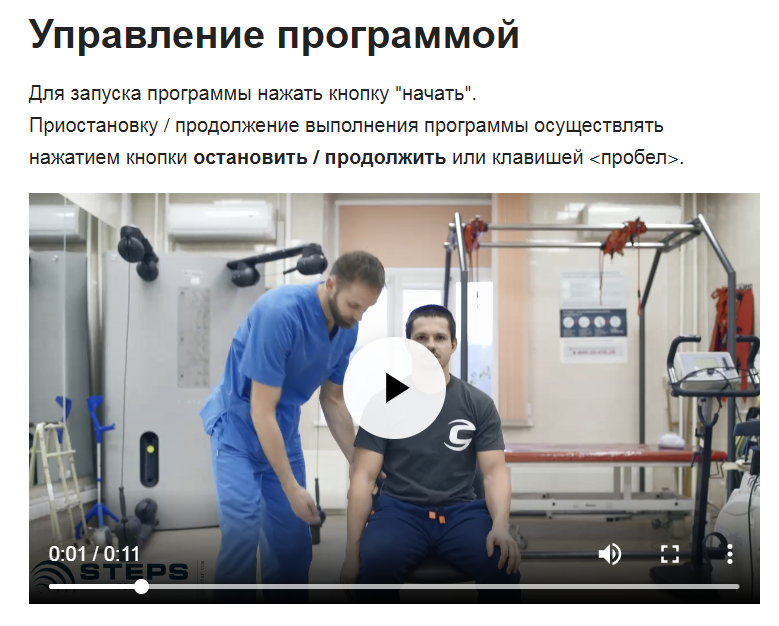 Управление программой
Для запуска программы нажать кнопку "начать".
Приостановку / продолжение выполнения программы осуществлять
нажатием кнопки остановить / продолжить или клавишей <пробел>.
0:01 / 0:11
STEPS